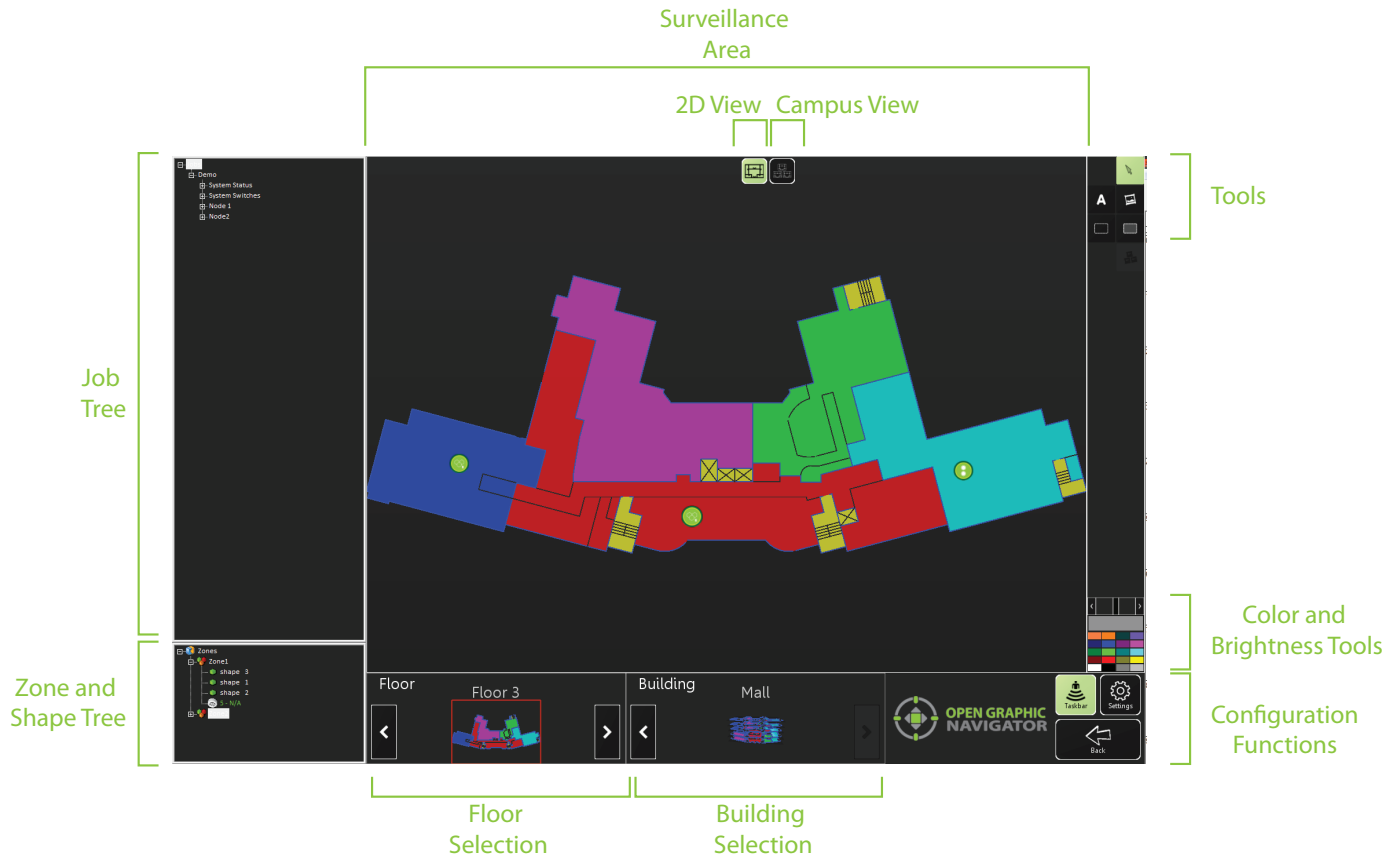 Surveillance
Area
2D View
Campus View
Job
Tree
Demo
System Status
System Switches
Node 1
Node2
A
Tools
Color and
Brightness Tools
Zone and
Shape Tree
Zones
Zone1
shape 3
shape 1
shape 2
5 - N/A
Floor
Floor 3
Building
Mall
OPEN GRAPHIC
NAVIGATOR
Taskbar
Settings
Back
Configuration
Functions
Floor
Selection
Building
Selection